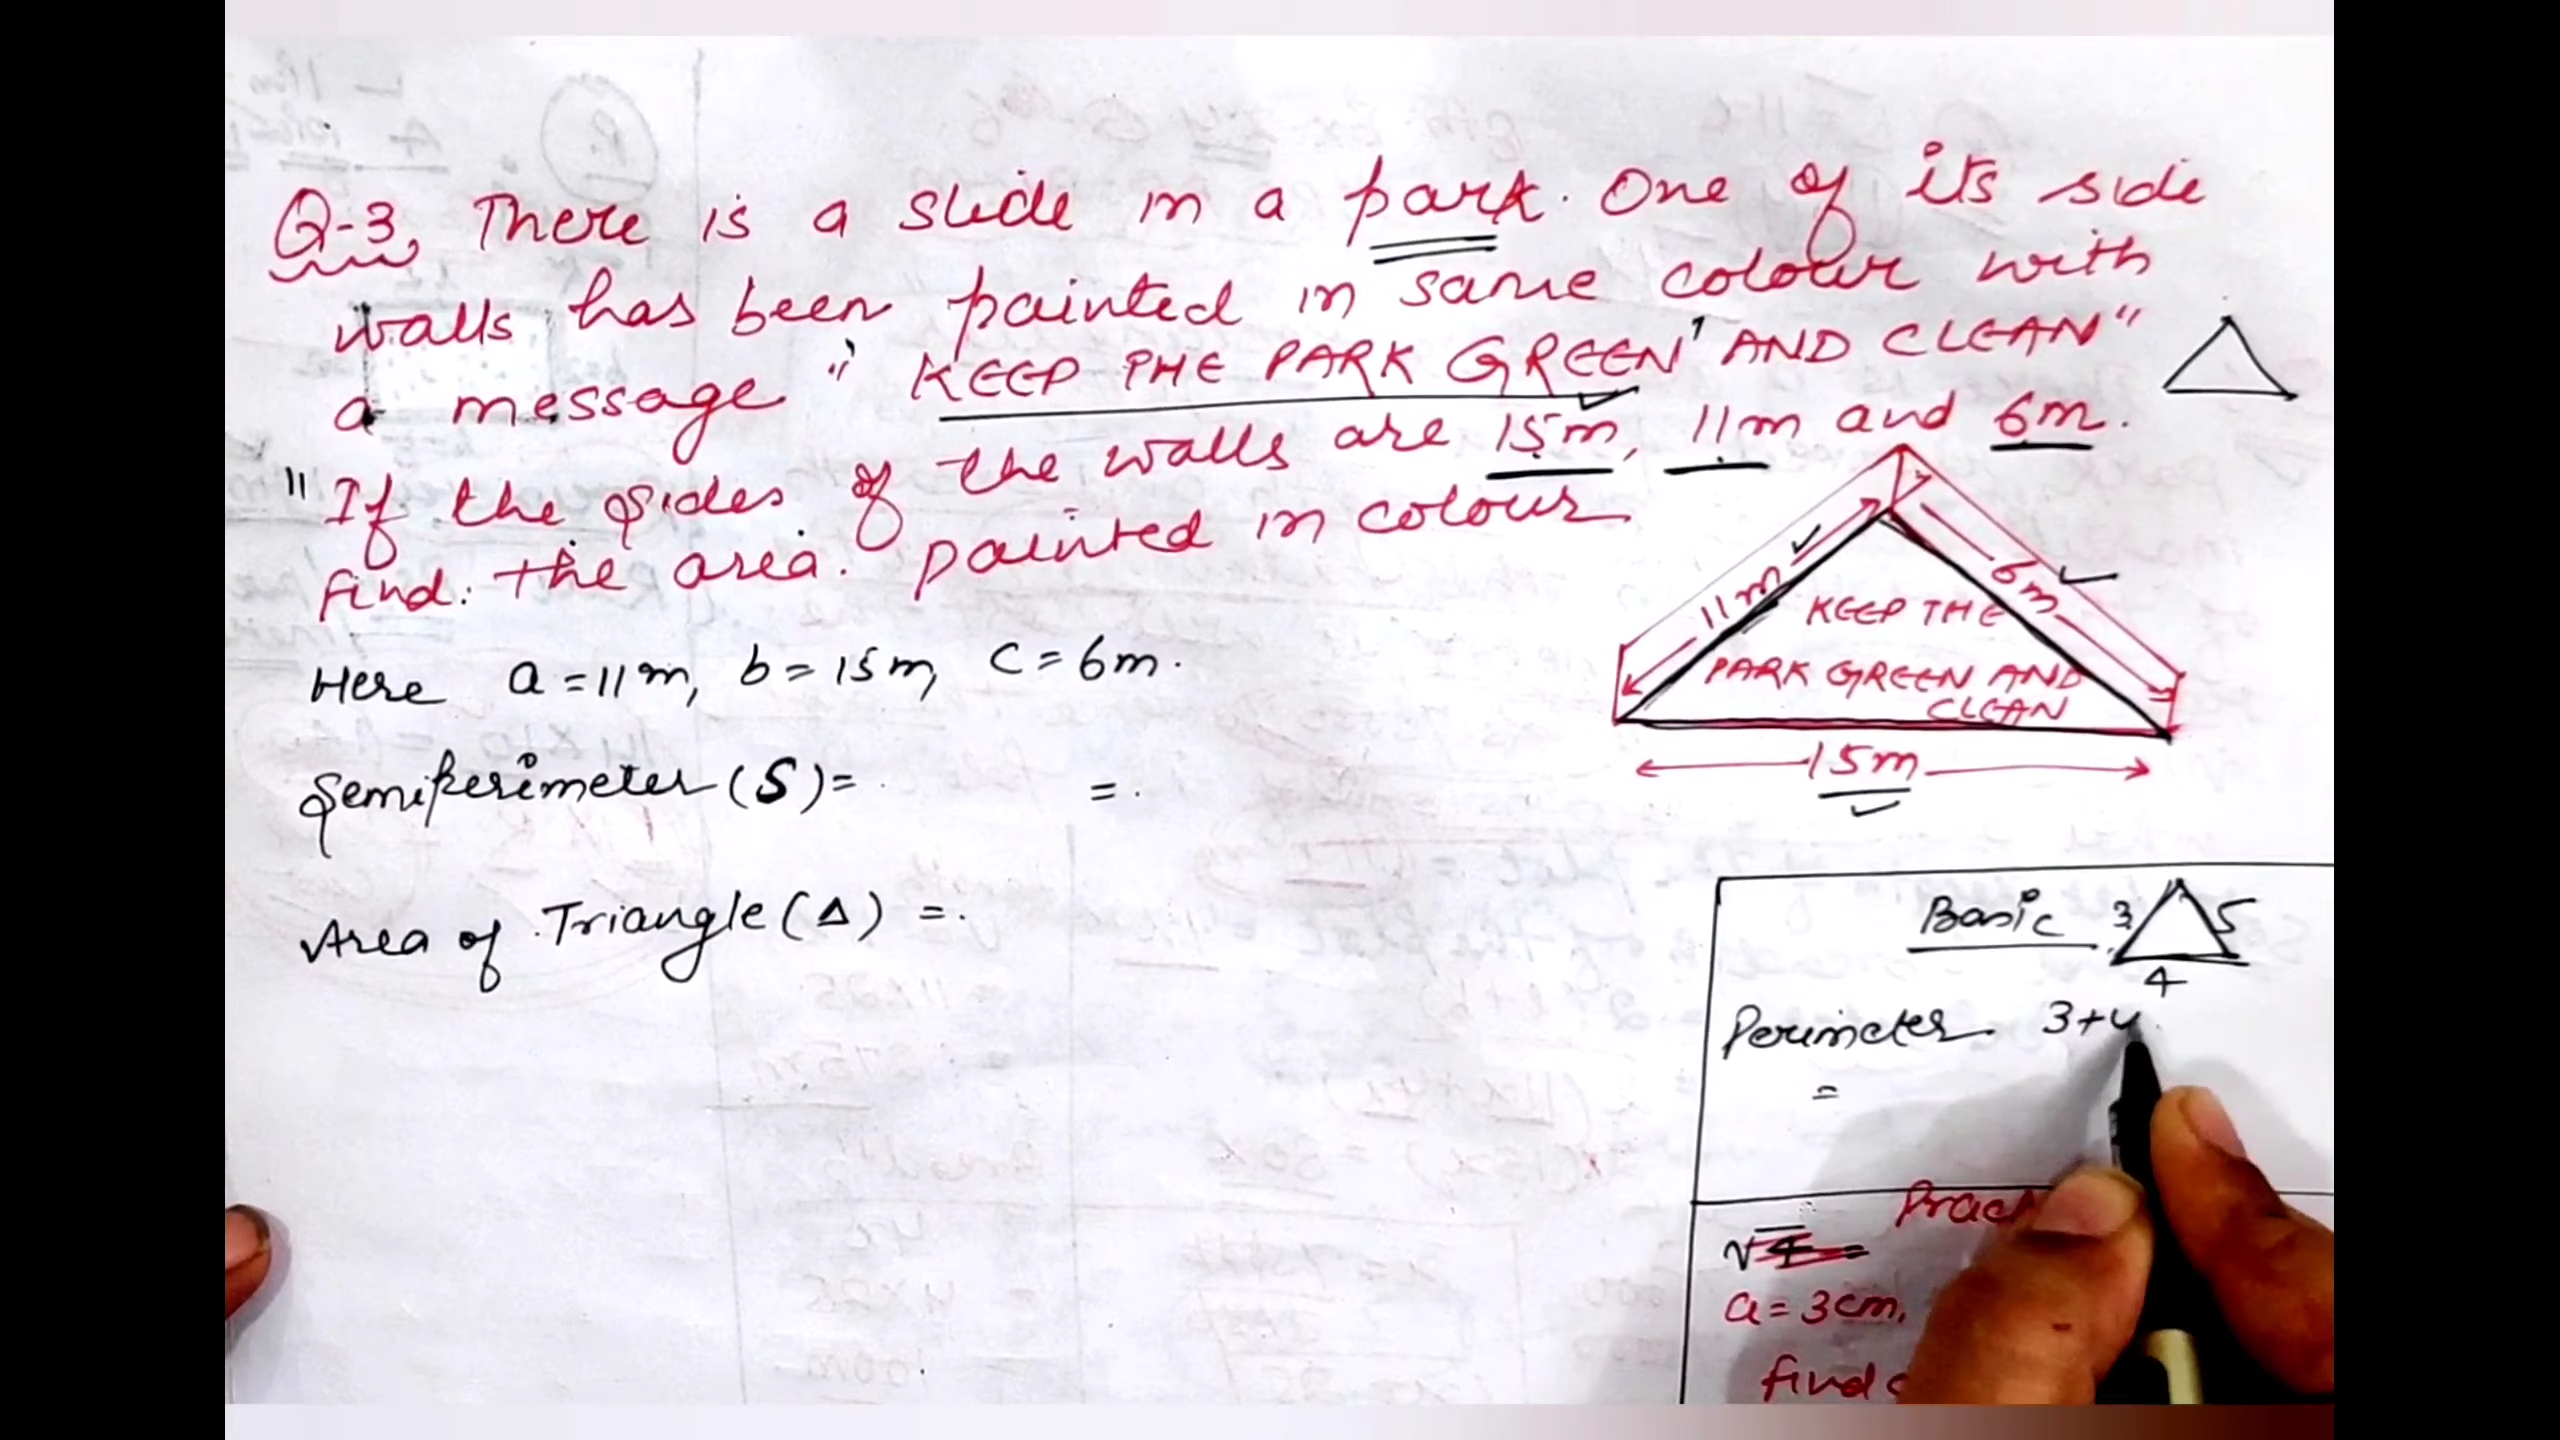 Q-3, There is a slide in a park. One of its side
walls has been painted in same colour with
a message " KEEP THE PARK GREEN' AND CLEAN"
"If the sides of the walls are 15m, 11m and 6m.
find. the area. painted in colour
11m
6m
KEEP THE
PARK GREEN AND
CLEAN
15m
Here a = 11m, b = 15m, c = 6m.
Semiperimeter (S) = . = .
Area of Triangle (Δ) = .
Basic
3
5
4
Perimeter 3+4
=
√4 =
a = 3cm,
find